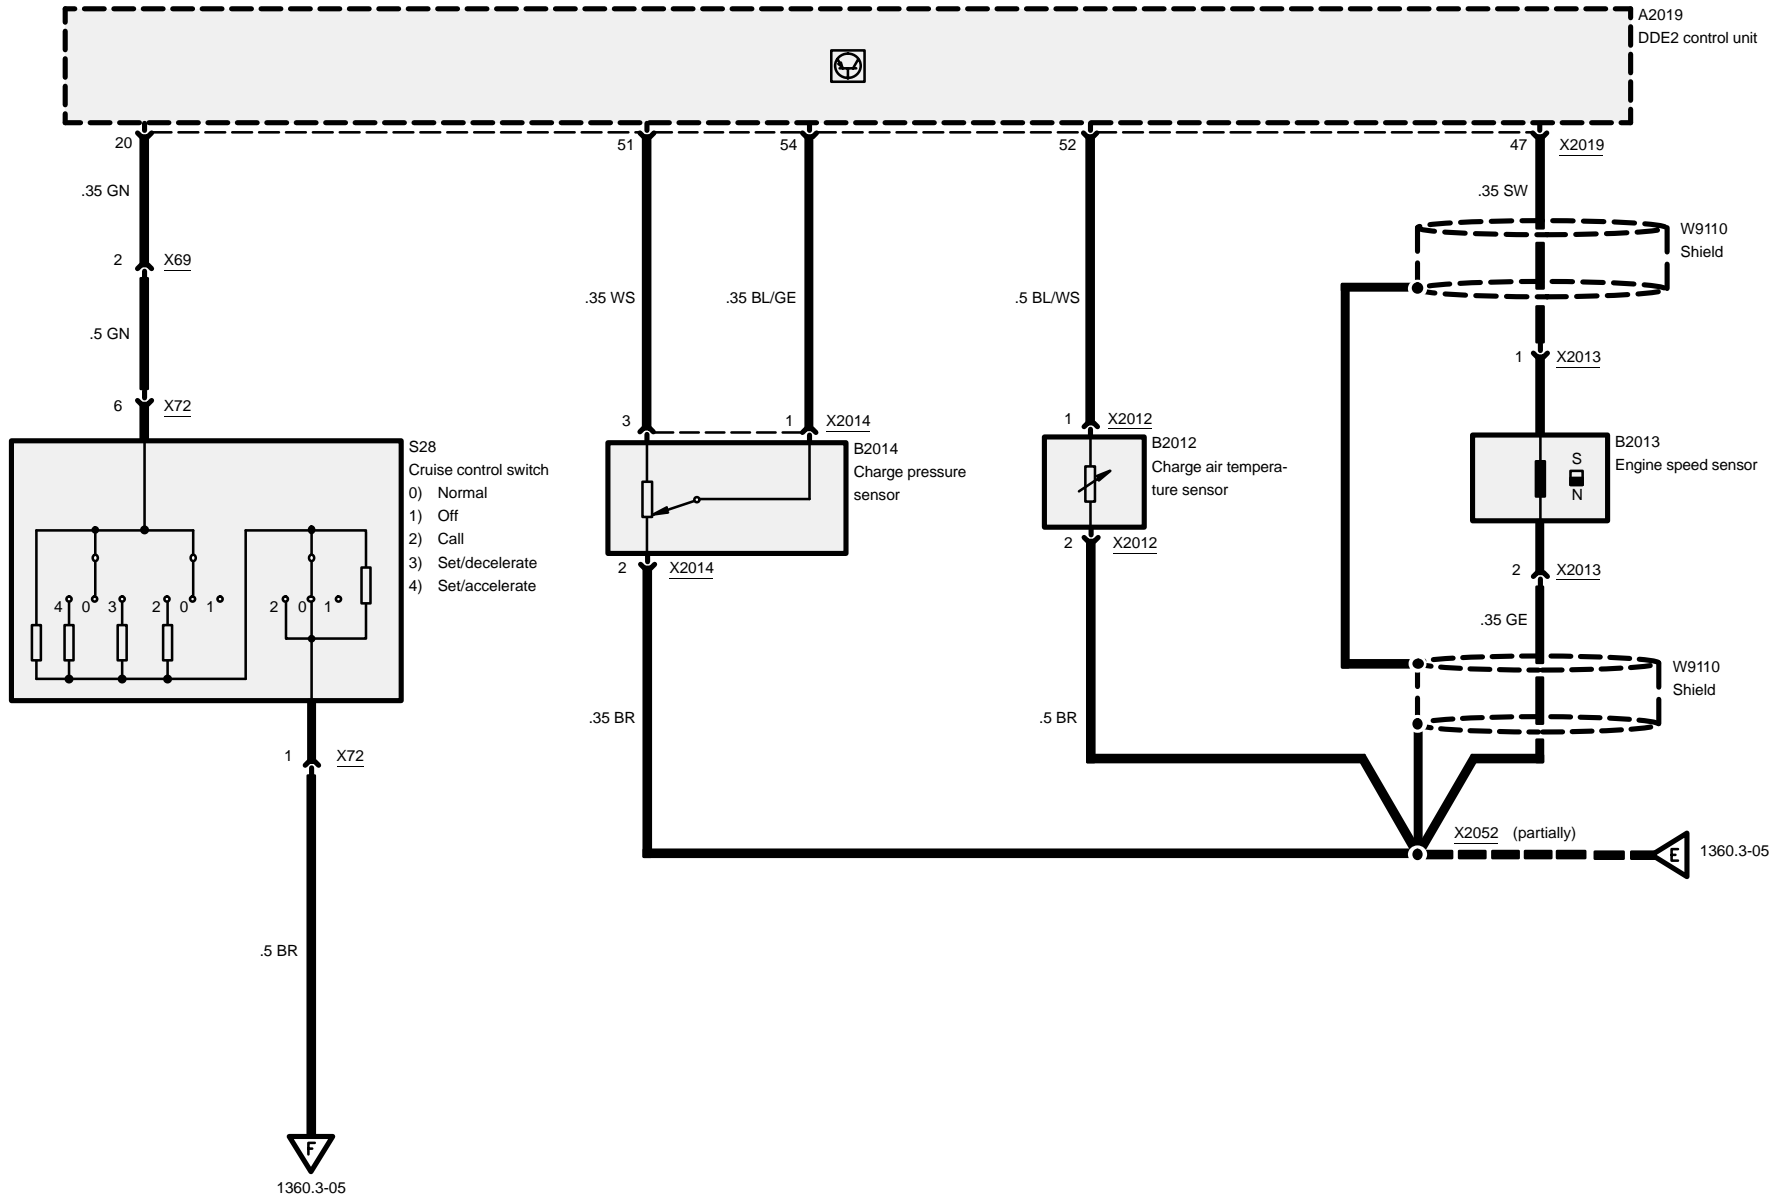 A2019
DDE2 control unit
20
51
54
52
47
X2019
.35 GN
.35 SW
W9110
Shield
2
X69
.35 WS
.35 BL/GE
.5 BL/WS
.5 GN
1
X2013
6
X72
3
1
X2014
1
X2012
S28
Cruise control switch
0) Normal
1) Off
2) Call
3) Set/decelerate
4) Set/accelerate
B2014
Charge pressure
sensor
B2012
Charge air tempera-
ture sensor
B2013
Engine speed sensor
S
N
2
X2014
2
X2012
2
X2013
4 0 3 2 0 1 2 0 1
.35 GE
W9110
Shield
.35 BR
.5 BR
1
X72
X2052 (partially)
E
1360.3-05
.5 BR
F
1360.3-05